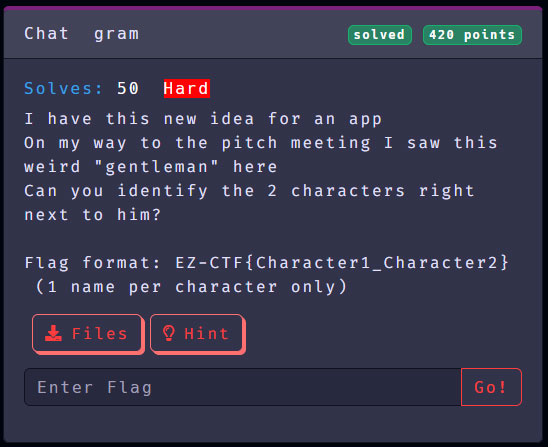 Chat  gram
solved
420 points
Solves: 50  Hard
I have this new idea for an app
On my way to the pitch meeting I saw this
weird "gentleman" here
Can you identify the 2 characters right
next to him?
Flag format: EZ-CTF{Character1_Character2}
(1 name per character only)
Files
Hint
Enter Flag
Go!